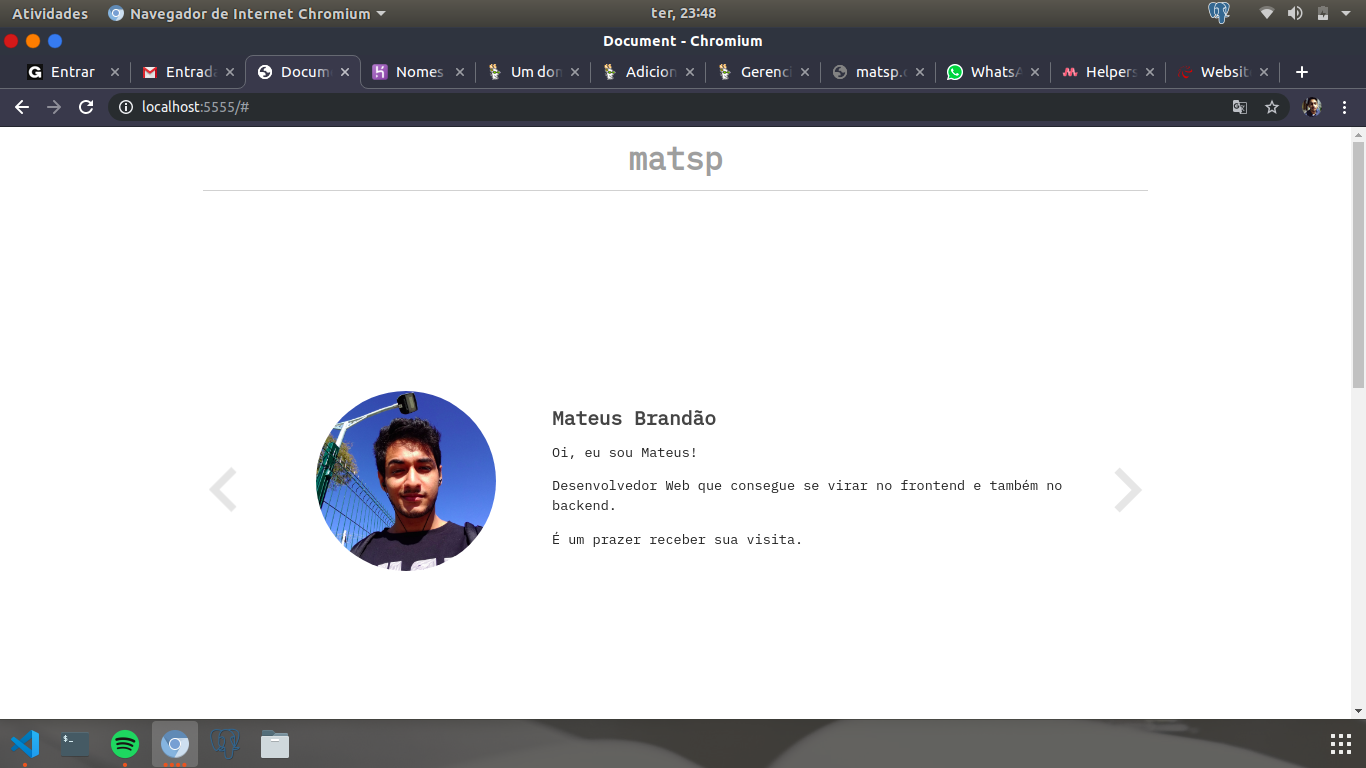 Atividades Navegador de Internet Chromium ter, 23:48
Document - Chromium
Entrar Entrada Docum Nomes Um don Adicion Gerenci matsp.c WhatsA Helpers Websit
localhost:5555/#
matsp
Mateus Brandão
Oi, eu sou Mateus!
Desenvolvedor Web que consegue se virar no frontend e também no
backend.
É um prazer receber sua visita.